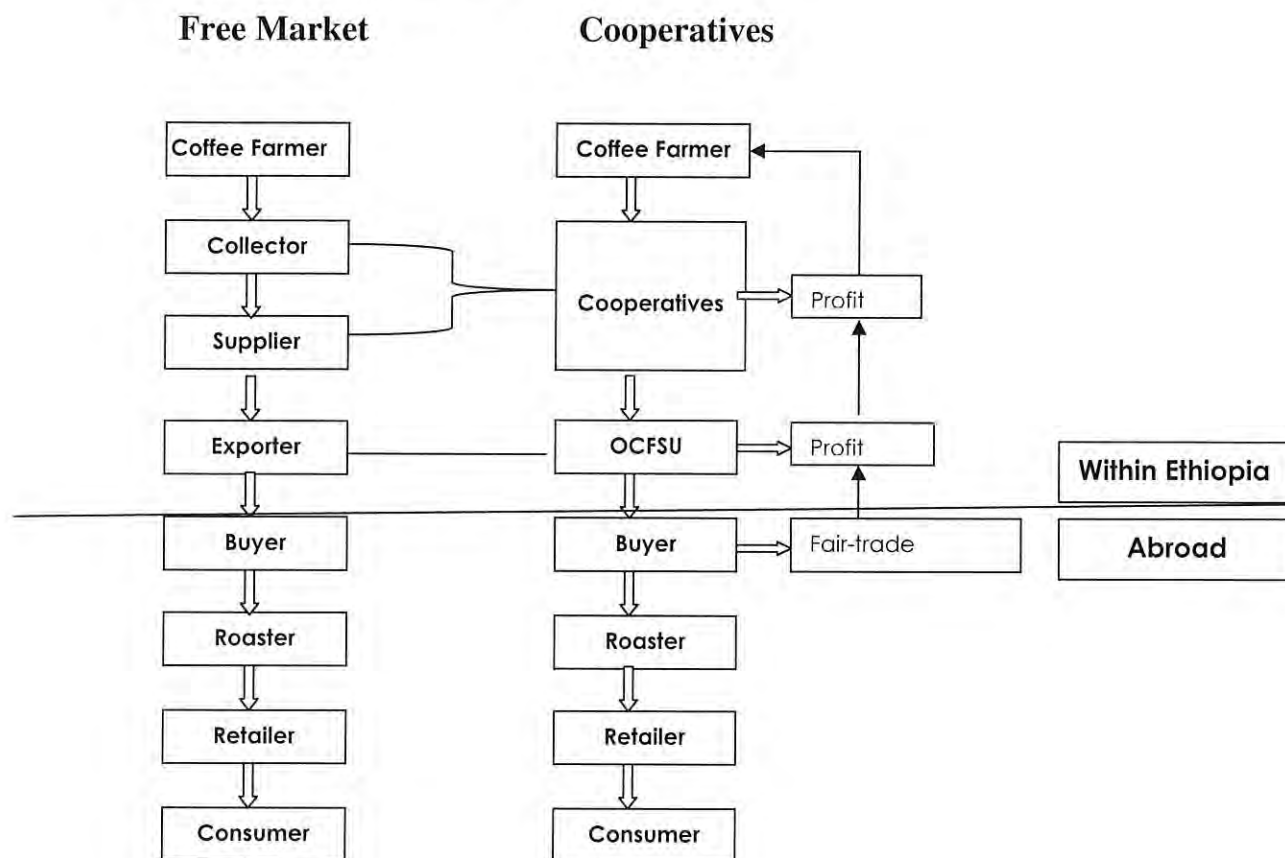 Free Market
Cooperatives
Coffee Farmer
Coffee Farmer
Collector
Cooperatives
Profit
Supplier
Exporter
OCFSU
Profit
Within Ethiopia
Buyer
Buyer
Fair-trade
Abroad
Roaster
Roaster
Retailer
Retailer
Consumer
Consumer